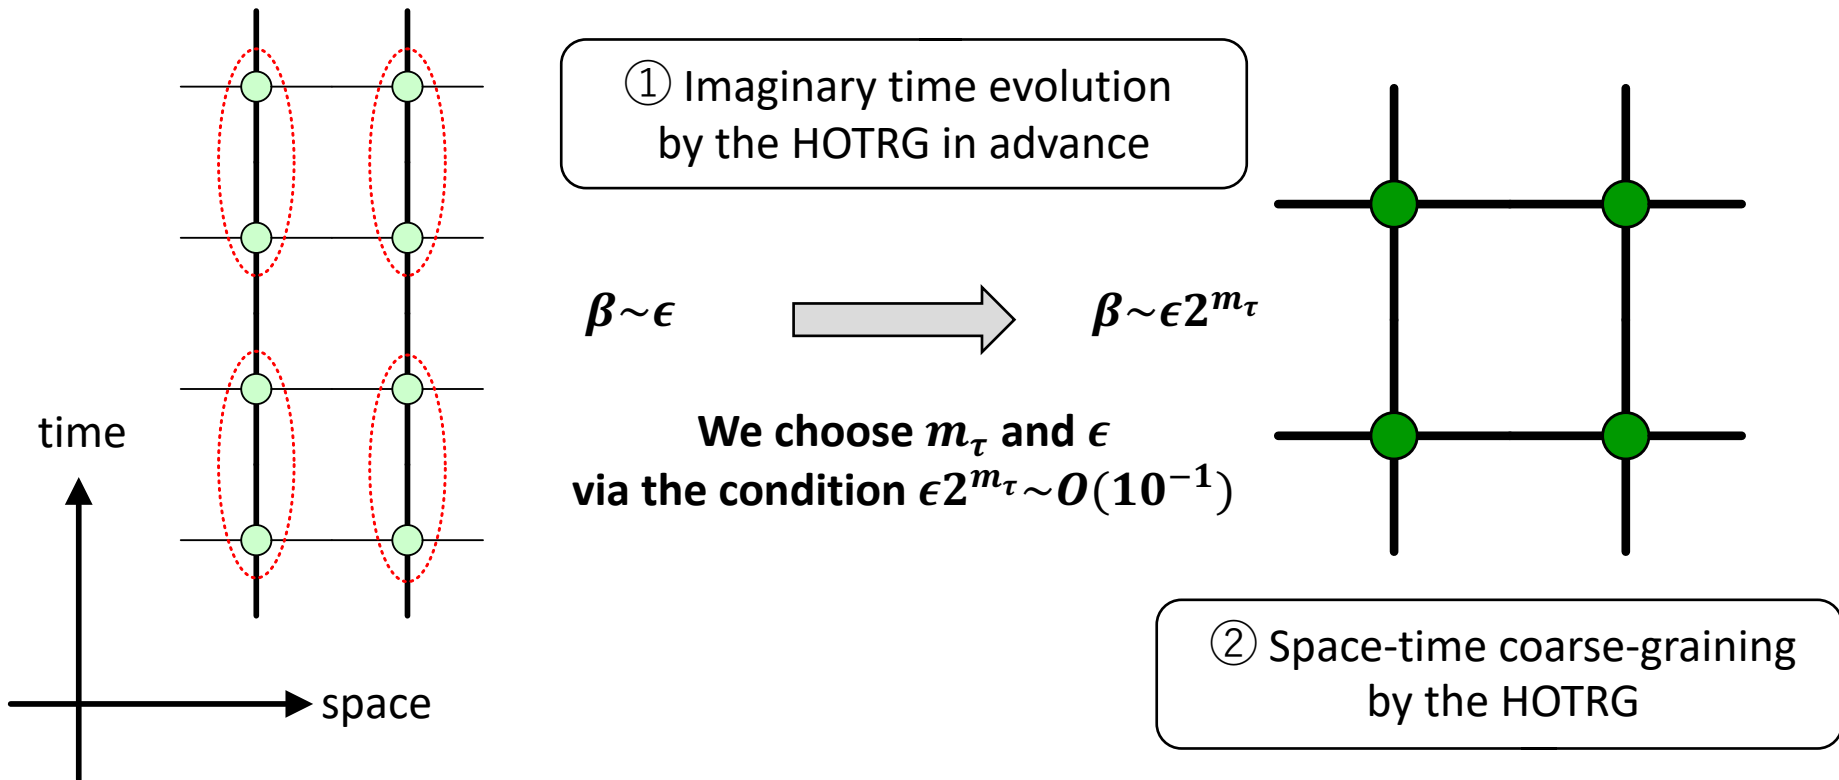 ① Imaginary time evolution
by the HOTRG in advance
β~ϵ
β~ϵ2^{m_τ}
We choose m_τ and ϵ
via the condition ϵ2^{m_τ}~O(10^{-1})
time
space
② Space-time coarse-graining
by the HOTRG